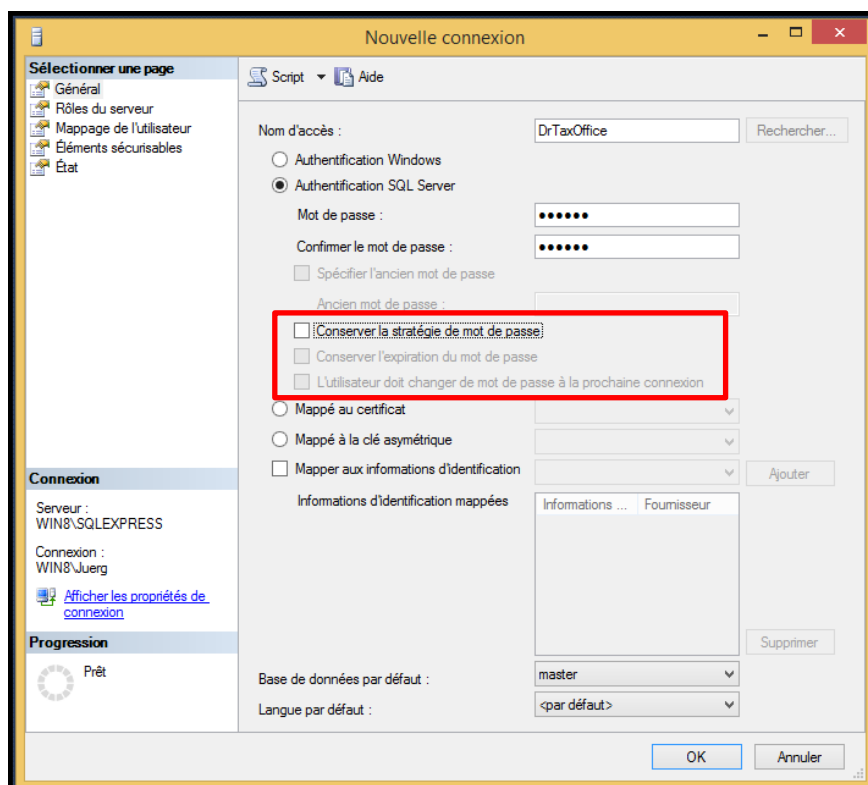 Nouvelle connexion
Sélectionner une page
Général
Rôles du serveur
Mappage de l'utilisateur
Éléments sécurisables
État
Script
Aide
Nom d'accès :
DrTaxOffice
Rechercher...
Authentification Windows
Authentification SQL Server
Mot de passe :
••••••
Confirmer le mot de passe :
••••••
Spécifier l'ancien mot de passe
Ancien mot de passe :
Conserver la stratégie de mot de passe
Conserver l'expiration du mot de passe
L'utilisateur doit changer de mot de passe à la prochaine connexion
Mappé au certificat
Mappé à la clé asymétrique
Mapper aux informations d'identification
Ajouter
Informations d'identification mappées
Informations ... Fournisseur
Supprimer
Base de données par défaut :
master
Langue par défaut :
<par défaut>
Connexion
Serveur :
WIN8\SQLEXPRESS
Connexion :
WIN8\Juerg
Afficher les propriétés de
connexion
Progression
Prêt
OK
Annuler